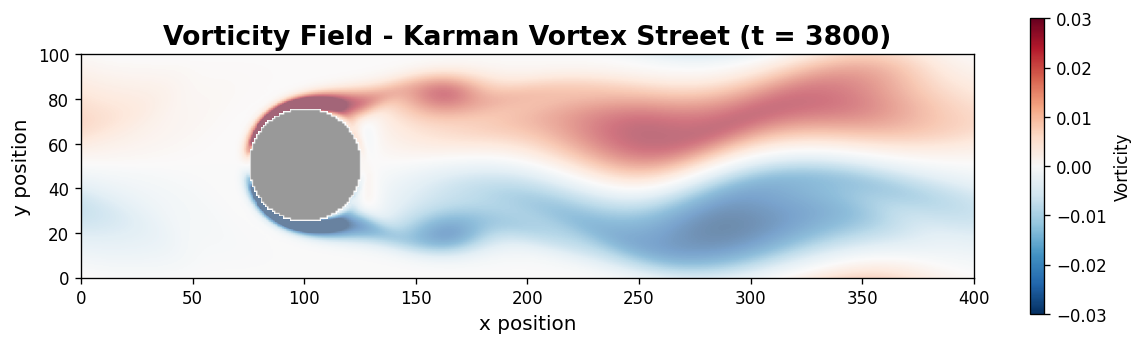 Vorticity Field - Karman Vortex Street (t = 3800)
y position
100
80
60
40
20
0
0 50 100 150 200 250 300 350 400
x position
0.03
0.02
0.01
0.00
−0.01
−0.02
−0.03
Vorticity